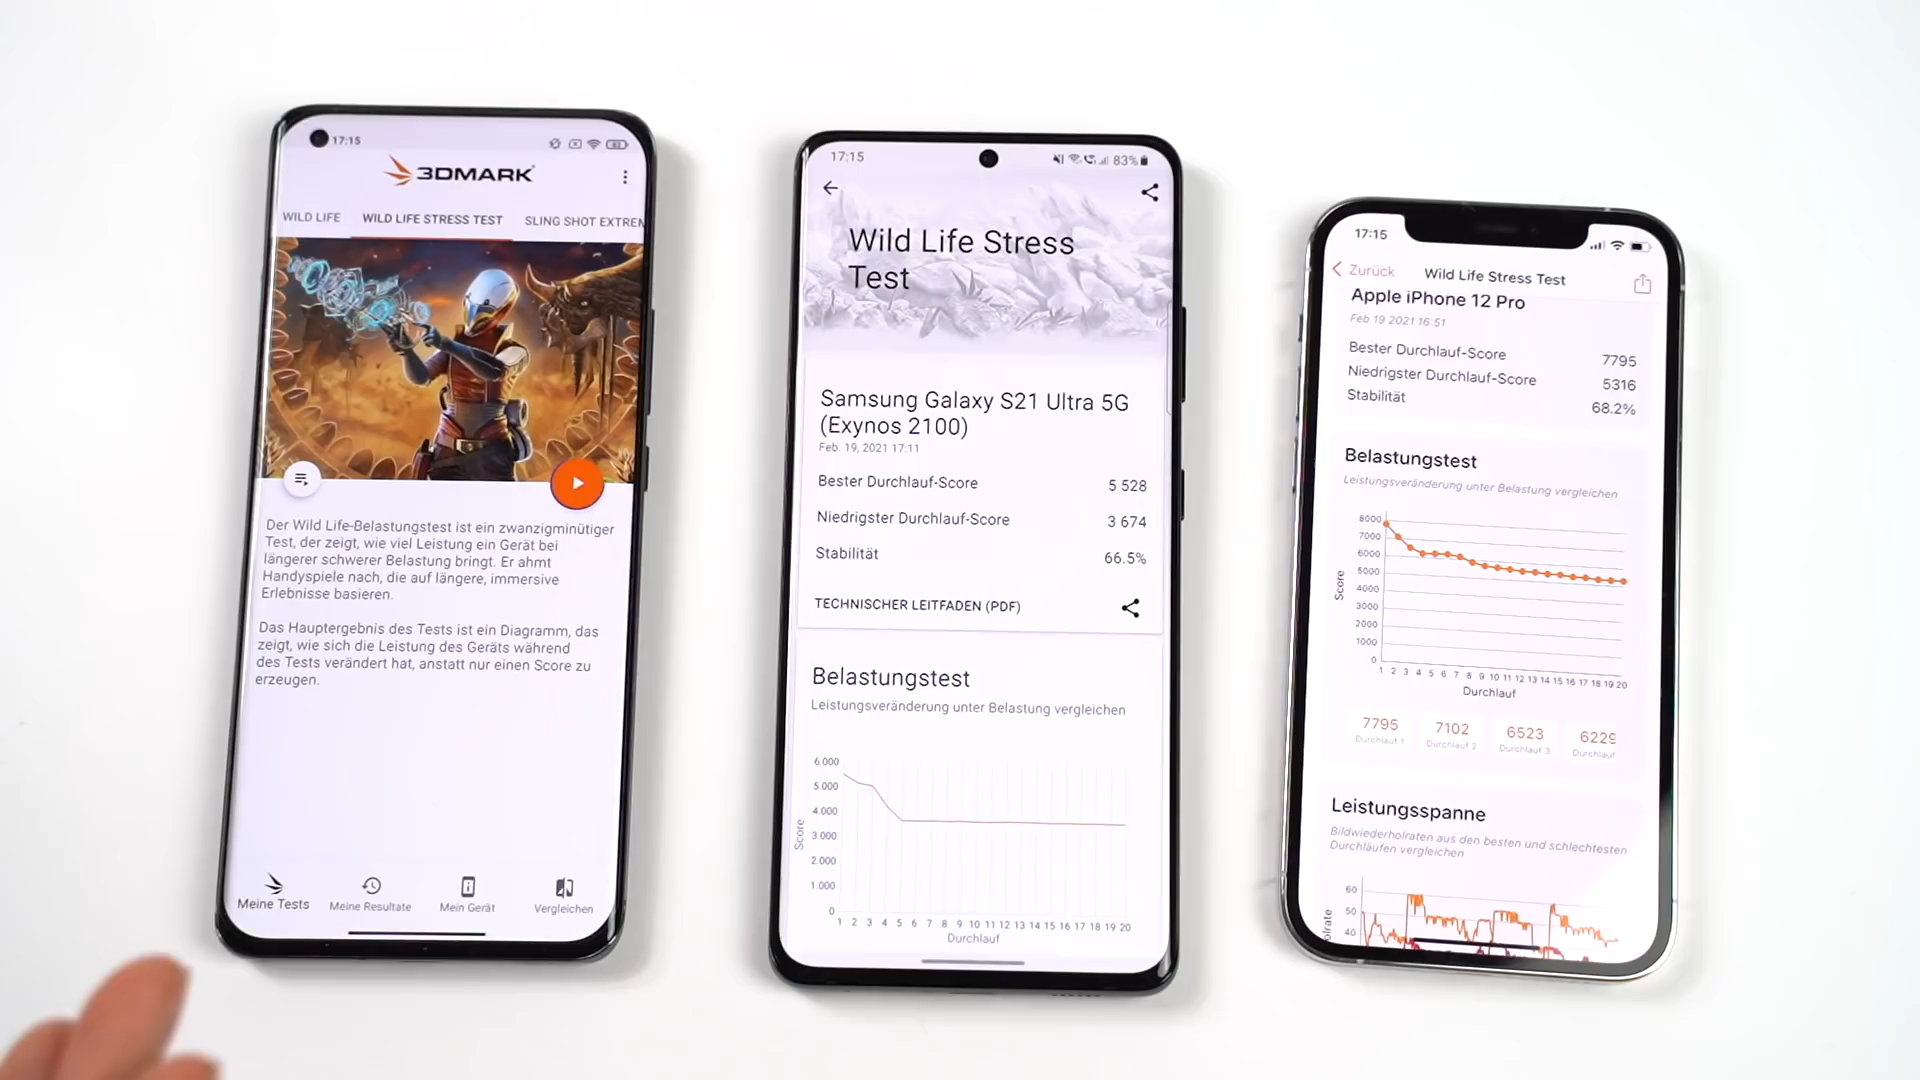 17:15
3DMARK
WILD LIFE
WILD LIFE STRESS TEST
SLING SHOT EXTREM
Der Wild Life-Belastungstest ist ein zwanzigminütiger
Test, der zeigt, wie viel Leistung ein Gerät bei
längerer schwerer Belastung bringt. Er ahmt
Handyspiele nach, die auf längere, immersive
Erlebnisse basieren.
Das Hauptergebnis des Tests ist ein Diagramm, das
zeigt, wie sich die Leistung des Geräts während
des Tests verändert hat, anstatt nur einen Score zu
erzeugen.
Meine Tests
Meine Resultate
Mein Gerät
Vergleichen
17:15
83%
Wild Life Stress
Test
Samsung Galaxy S21 Ultra 5G
(Exynos 2100)
Feb. 19, 2021 17:11
Bester Durchlauf-Score 5 528
Niedrigster Durchlauf-Score 3 674
Stabilität 66.5%
TECHNISCHER LEITFADEN (PDF)
Belastungstest
Leistungsveränderung unter Belastung vergleichen
6.000
5.000
4.000
3.000
2.000
1.000
0
Score
1 2 3 4 5 6 7 8 9 10 11 12 13 14 15 16 17 18 19 20
Durchlauf
17:15
Zurück
Wild Life Stress Test
Apple iPhone 12 Pro
Feb 19 2021 16:51
Bester Durchlauf-Score 7795
Niedrigster Durchlauf-Score 5316
Stabilität 68.2%
Belastungstest
Leistungsveränderung unter Belastung vergleichen
8000
7000
6000
5000
4000
3000
2000
1000
0
Score
1 2 3 4 5 6 7 8 9 10 11 12 13 14 15 16 17 18 19 20
Durchlauf
7795 7102 6523 6229
Durchlauf 1 Durchlauf 2 Durchlauf 3 Durchlauf
Leistungsspanne
Bildwiederholraten aus den besten und schlechtesten
Durchläufen vergleichen
60
50
40
olrate